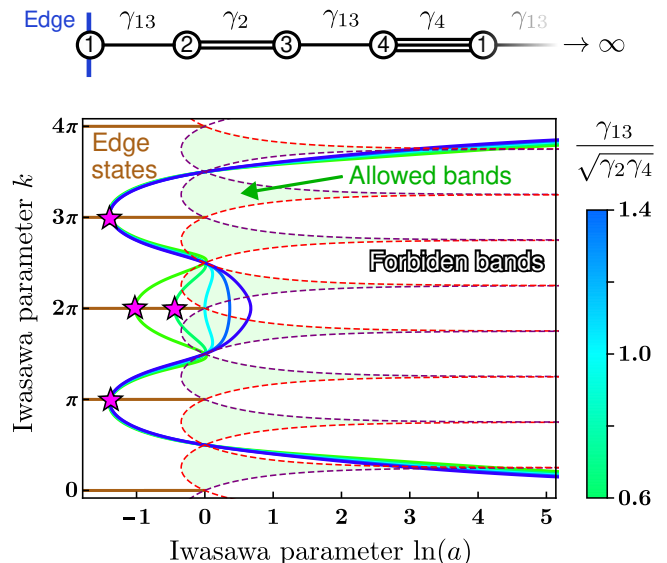 Edge γ₁₃ γ₂ γ₁₃ γ₄ γ₁₃
1 2 3 4 1 → ∞
4π
Edge states
Allowed bands
3π
Forbiden bands
2π
π
0
Iwasawa parameter k
−1 0 1 2 3 4 5
Iwasawa parameter ln(a)
γ₁₃
√γ₂γ₄
1.4
1.0
0.6